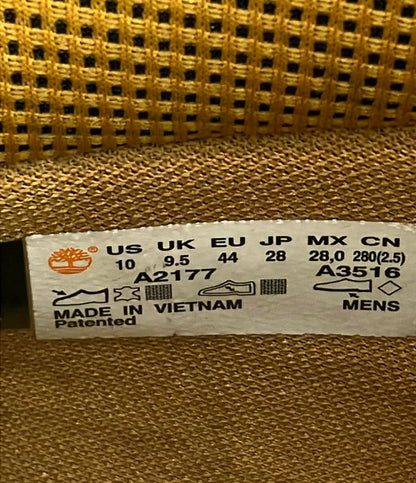 ® US UK EU JP MX CN
10 9.5 44 28 28,0 280(2.5)
A2177 A3516
MADE IN VIETNAM MENS
Patented